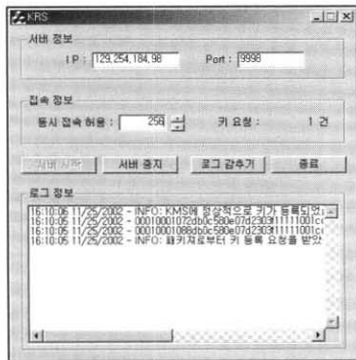 KRS
서버 정보
IP : 129,254,184,98 Port : 9998
접속 정보
동시 접속 허용 : 256 키 요청 : 1 건
서버 시작 서버 중지 로그 감추기 종료
로그 정보
16:10:06 11/25/2002 - INFO: KMS에 정상적으로 키가 등록되었
16:10:05 11/25/2002 -
16:10:05 11/25/2002 -
16:10:05 11/25/2002 - INFO: 패키져로부터 키 등록 요청를 받았